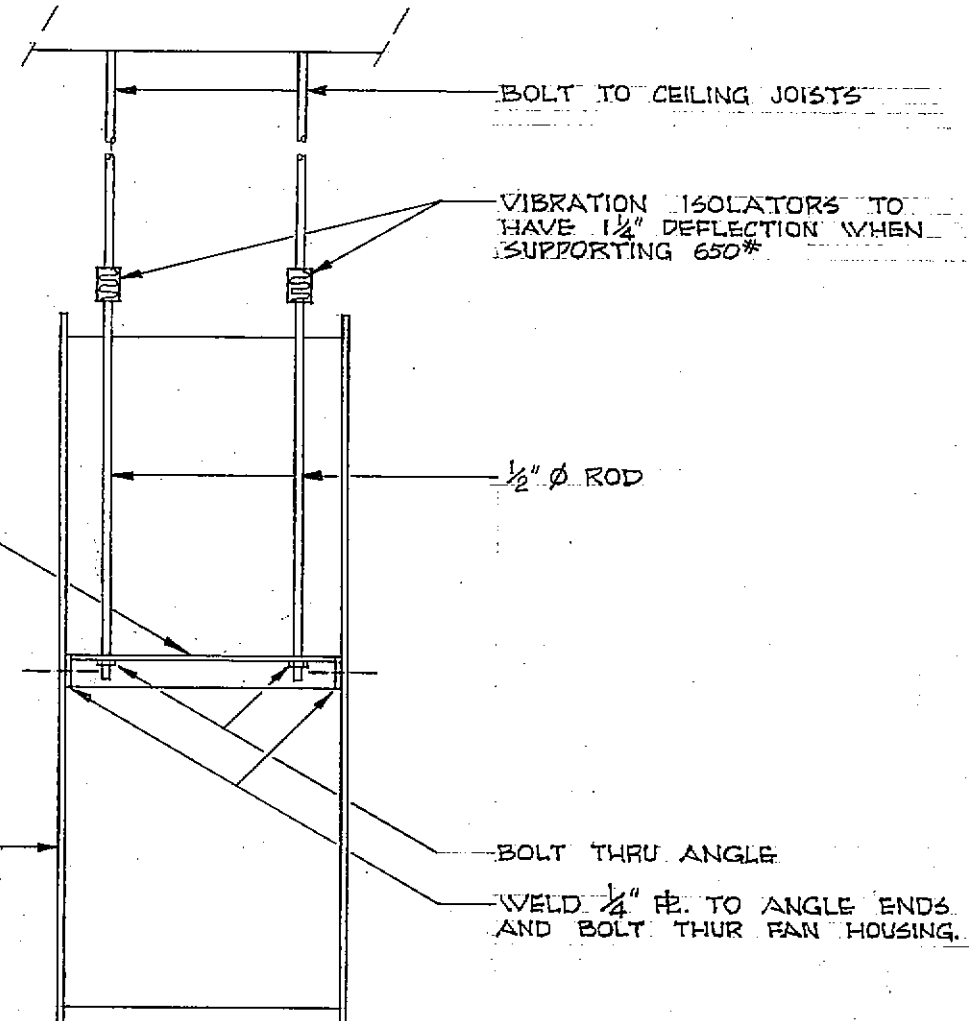 BOLT TO CEILING JOISTS
VIBRATION ISOLATORS TO
HAVE 1¼" DEFLECTION WHEN
SUPPORTING 650#
½" Ø ROD
BOLT THRU ANGLE
WELD ¼" PL. TO ANGLE ENDS
AND BOLT THUR FAN HOUSING.